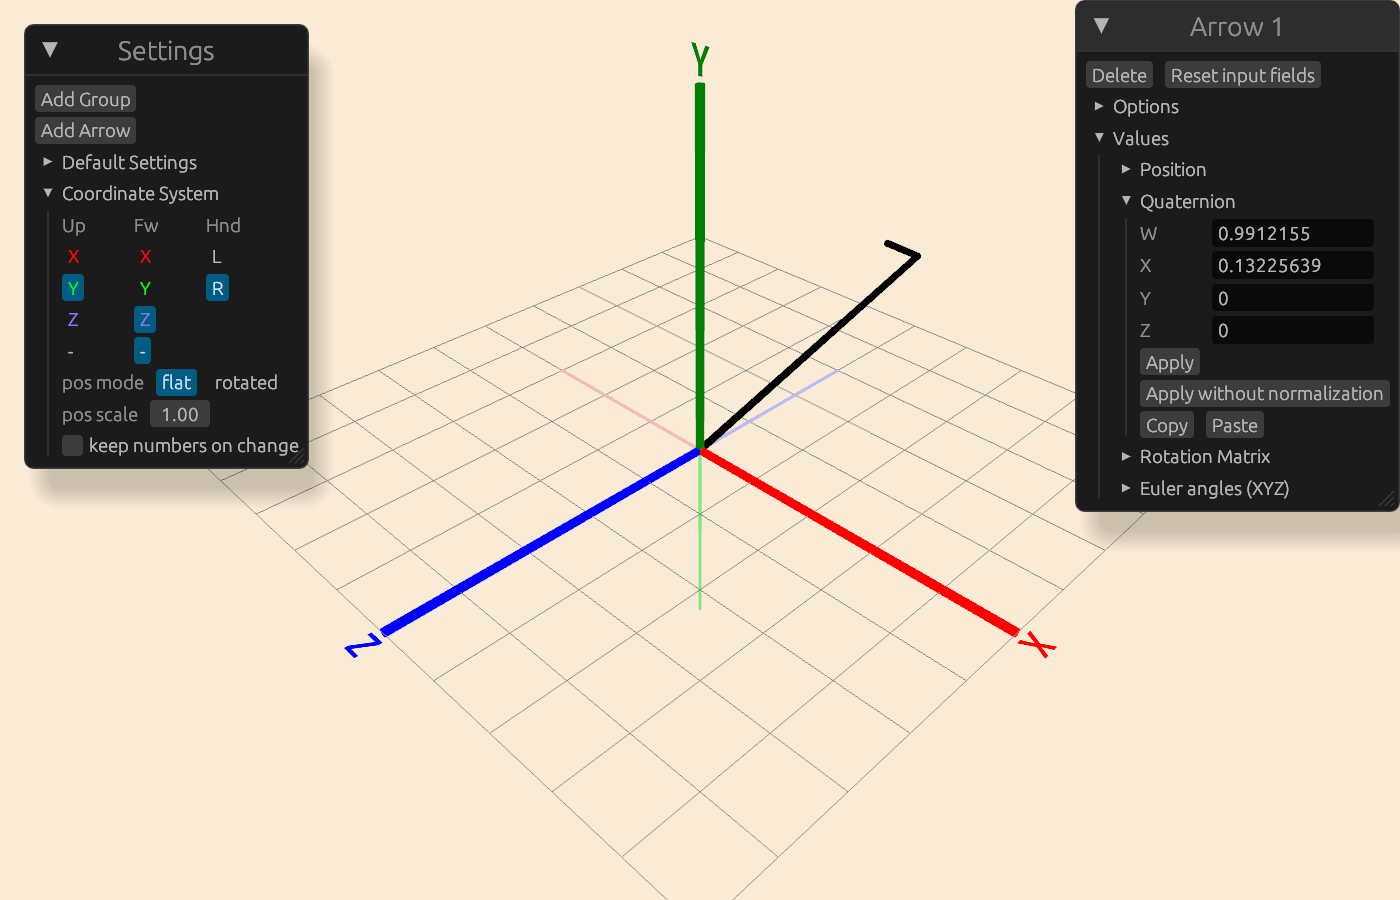 Settings
Add Group
Add Arrow
Default Settings
Coordinate System
Up Fw Hnd
X X L
Y Y R
Z Z
- -
pos mode flat rotated
pos scale 1.00
keep numbers on change
Y
Z
X
Arrow 1
Delete Reset input fields
Options
Values
Position
Quaternion
W 0.9912155
X 0.13225639
Y 0
Z 0
Apply
Apply without normalization
Copy Paste
Rotation Matrix
Euler angles (XYZ)